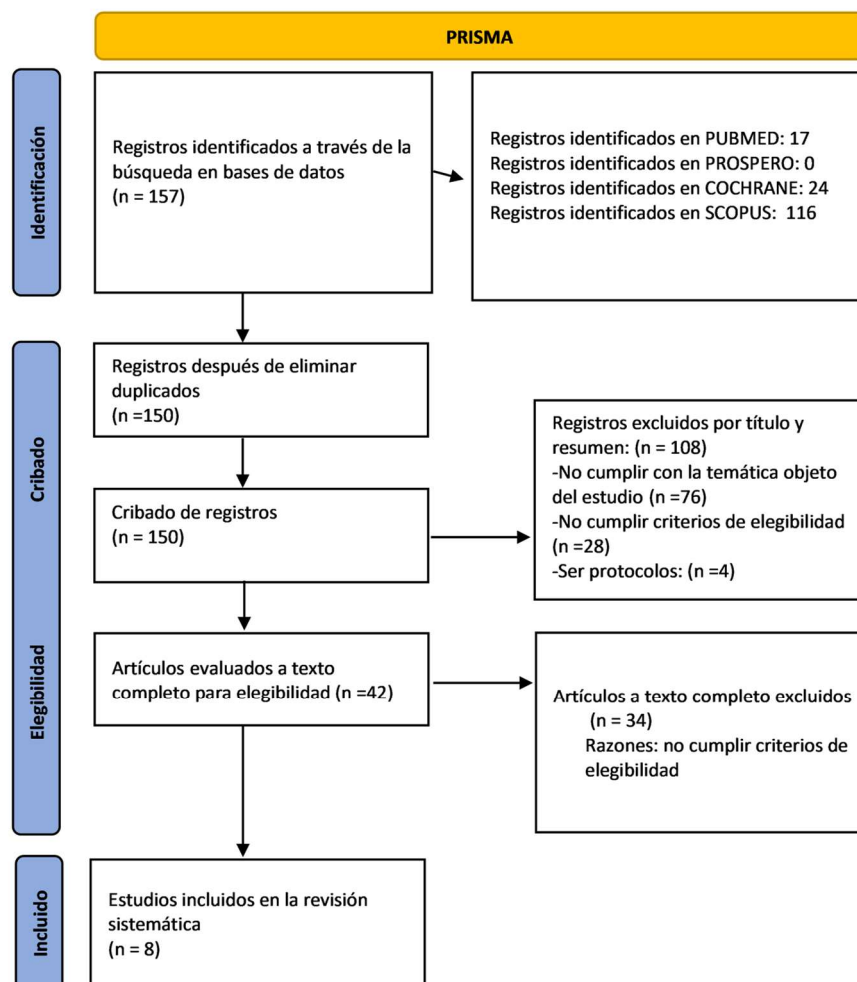 PRISMA
Identificación
Registros identificados a través de la
búsqueda en bases de datos
(n = 157)
Registros identificados en PUBMED: 17
Registros identificados en PROSPERO: 0
Registros identificados en COCHRANE: 24
Registros identificados en SCOPUS: 116
Cribado
Registros después de eliminar
duplicados
(n =150)
Cribado de registros
(n = 150)
Registros excluidos por título y
resumen: (n = 108)
-No cumplir con la temática objeto
del estudio (n =76)
-No cumplir criterios de elegibilidad
(n =28)
-Ser protocolos: (n =4)
Elegibilidad
Artículos evaluados a texto
completo para elegibilidad (n =42)
Artículos a texto completo excluidos
(n = 34)
Razones: no cumplir criterios de
elegibilidad
Incluido
Estudios incluidos en la revisión
sistemática
(n = 8)